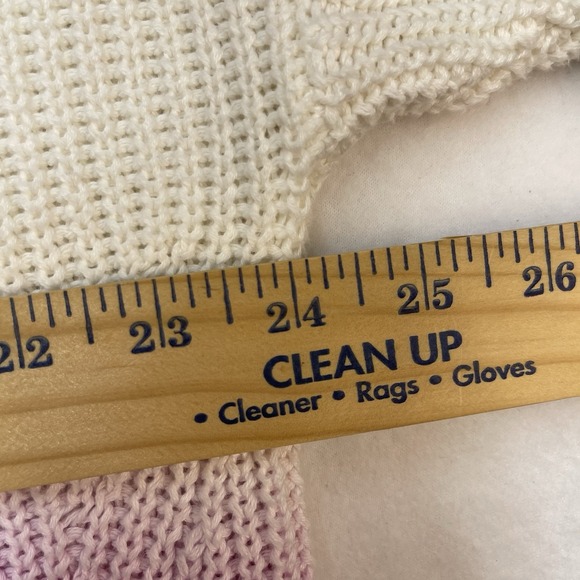 22 23 24 25 26
CLEAN UP
• Cleaner • Rags • Gloves